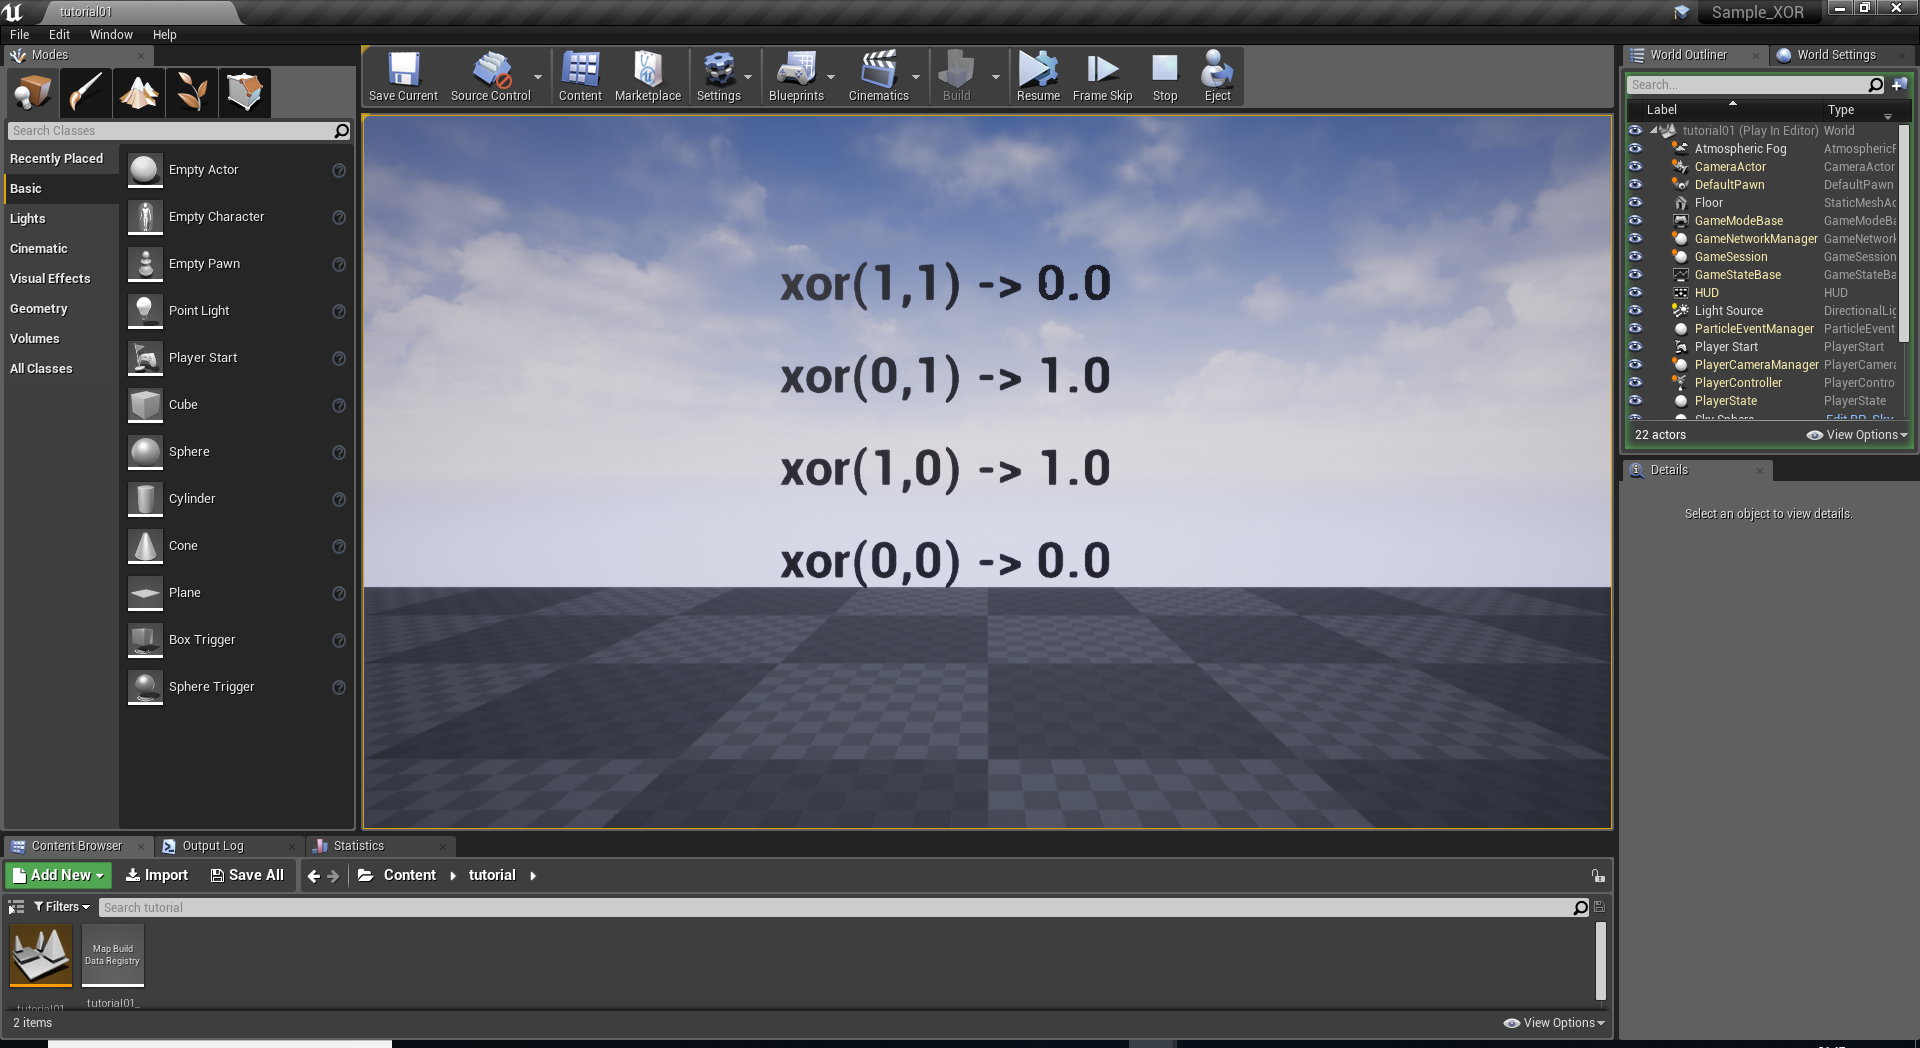 tutorial01
Sample_XOR
File Edit Window Help
Modes
Search Classes
Recently Placed
Basic
Lights
Cinematic
Visual Effects
Geometry
Volumes
All Classes
Empty Actor
Empty Character
Empty Pawn
Point Light
Player Start
Cube
Sphere
Cylinder
Cone
Plane
Box Trigger
Sphere Trigger
Save Current Source Control Content Marketplace Settings Blueprints Cinematics Build Resume Frame Skip Stop Eject
xor(1,1) -> 0.0
xor(0,1) -> 1.0
xor(1,0) -> 1.0
xor(0,0) -> 0.0
World Outliner World Settings
Search...
Label Type
tutorial01 (Play In Editor) World
Atmospheric Fog AtmosphericF
CameraActor CameraActor
DefaultPawn DefaultPawn
Floor StaticMeshAc
GameModeBase GameModeBa
GameNetworkManager GameNetwork
GameSession GameSession
GameStateBase GameStateBa
HUD HUD
Light Source DirectionalLig
ParticleEventManager ParticleEvent
Player Start PlayerStart
PlayerCameraManager PlayerCamera
PlayerController PlayerContro
PlayerState PlayerState
Sky Sphere Edit BP_Sky
22 actors View Options
Details
Select an object to view details.
Content Browser Output Log Statistics
Add New Import Save All Content tutorial
Filters Search tutorial
Map Build
Data Registry
tutorial01 tutorial01_
2 items View Options